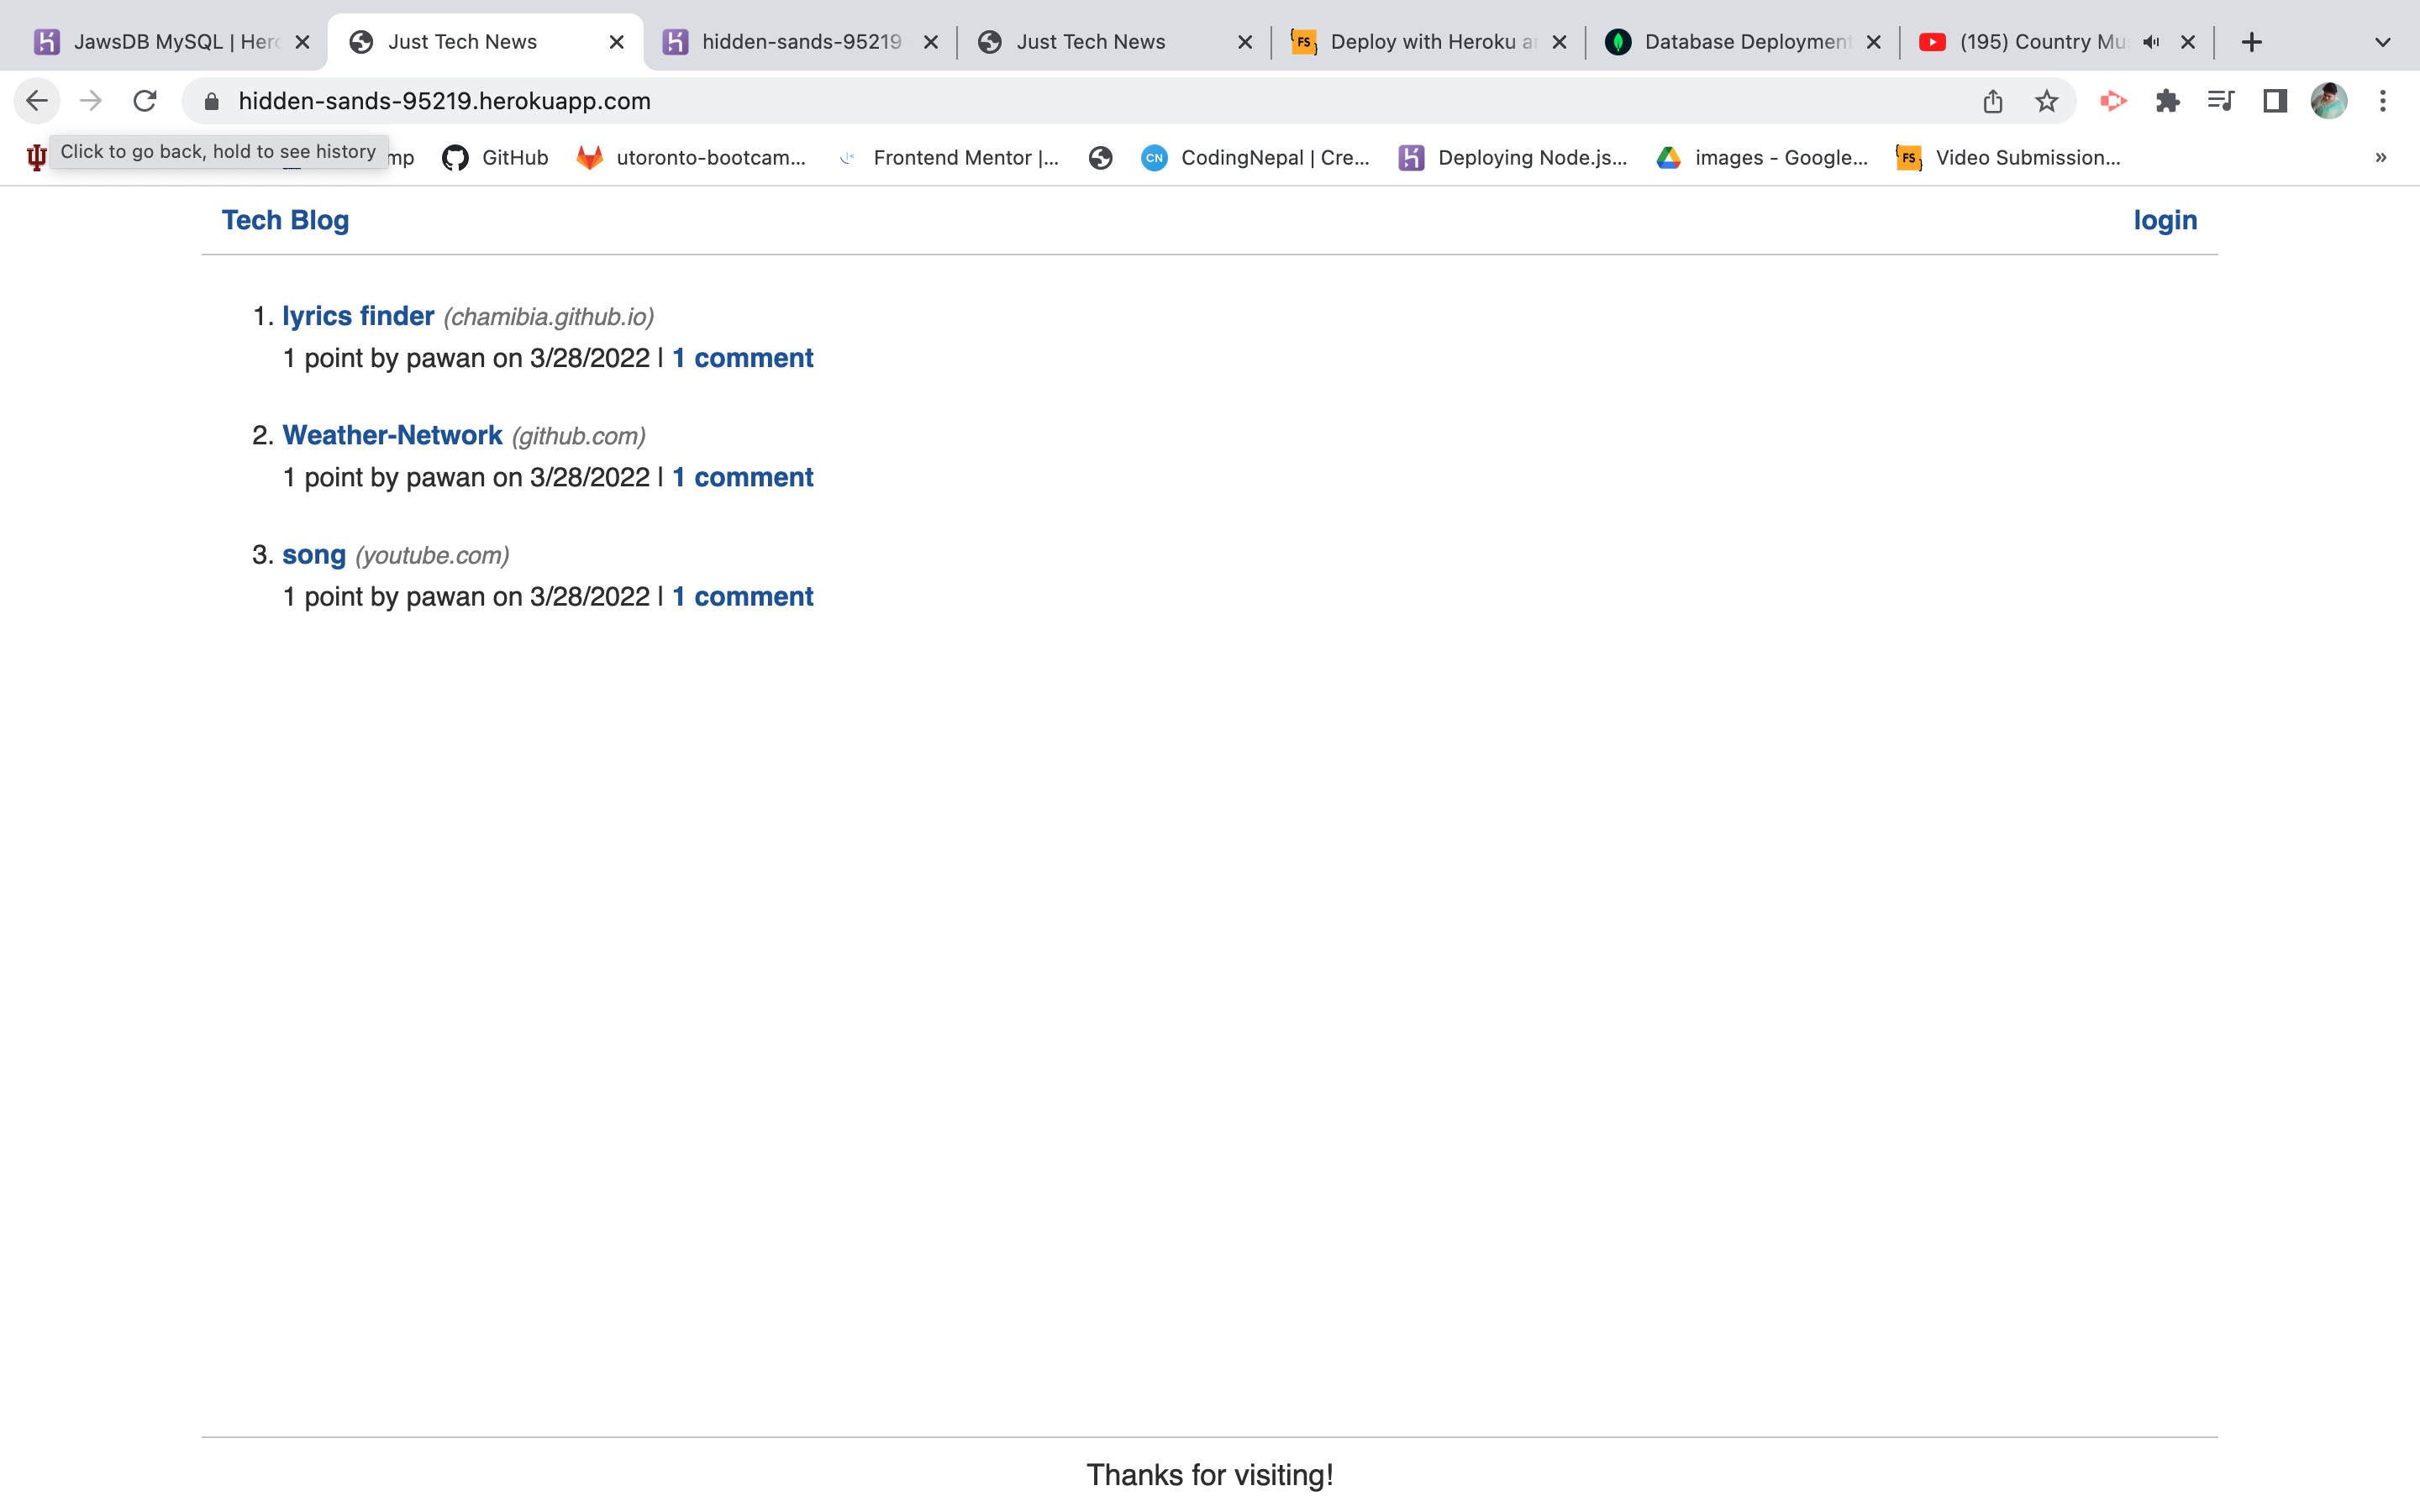 JawsDB MySQL | Hero
Just Tech News
hidden-sands-95219
Just Tech News
FS
Deploy with Heroku an
Database Deployment
(195) Country Mu
hidden-sands-95219.herokuapp.com
Click to go back, hold to see history
mp
GitHub
utoronto-bootcam...
Frontend Mentor |...
CN
CodingNepal | Cre...
Deploying Node.js...
images - Google...
FS
Video Submission...
»
Tech Blog
login
1. lyrics finder (chamibia.github.io)
1 point by pawan on 3/28/2022 | 1 comment
2. Weather-Network (github.com)
1 point by pawan on 3/28/2022 | 1 comment
3. song (youtube.com)
1 point by pawan on 3/28/2022 | 1 comment
Thanks for visiting!